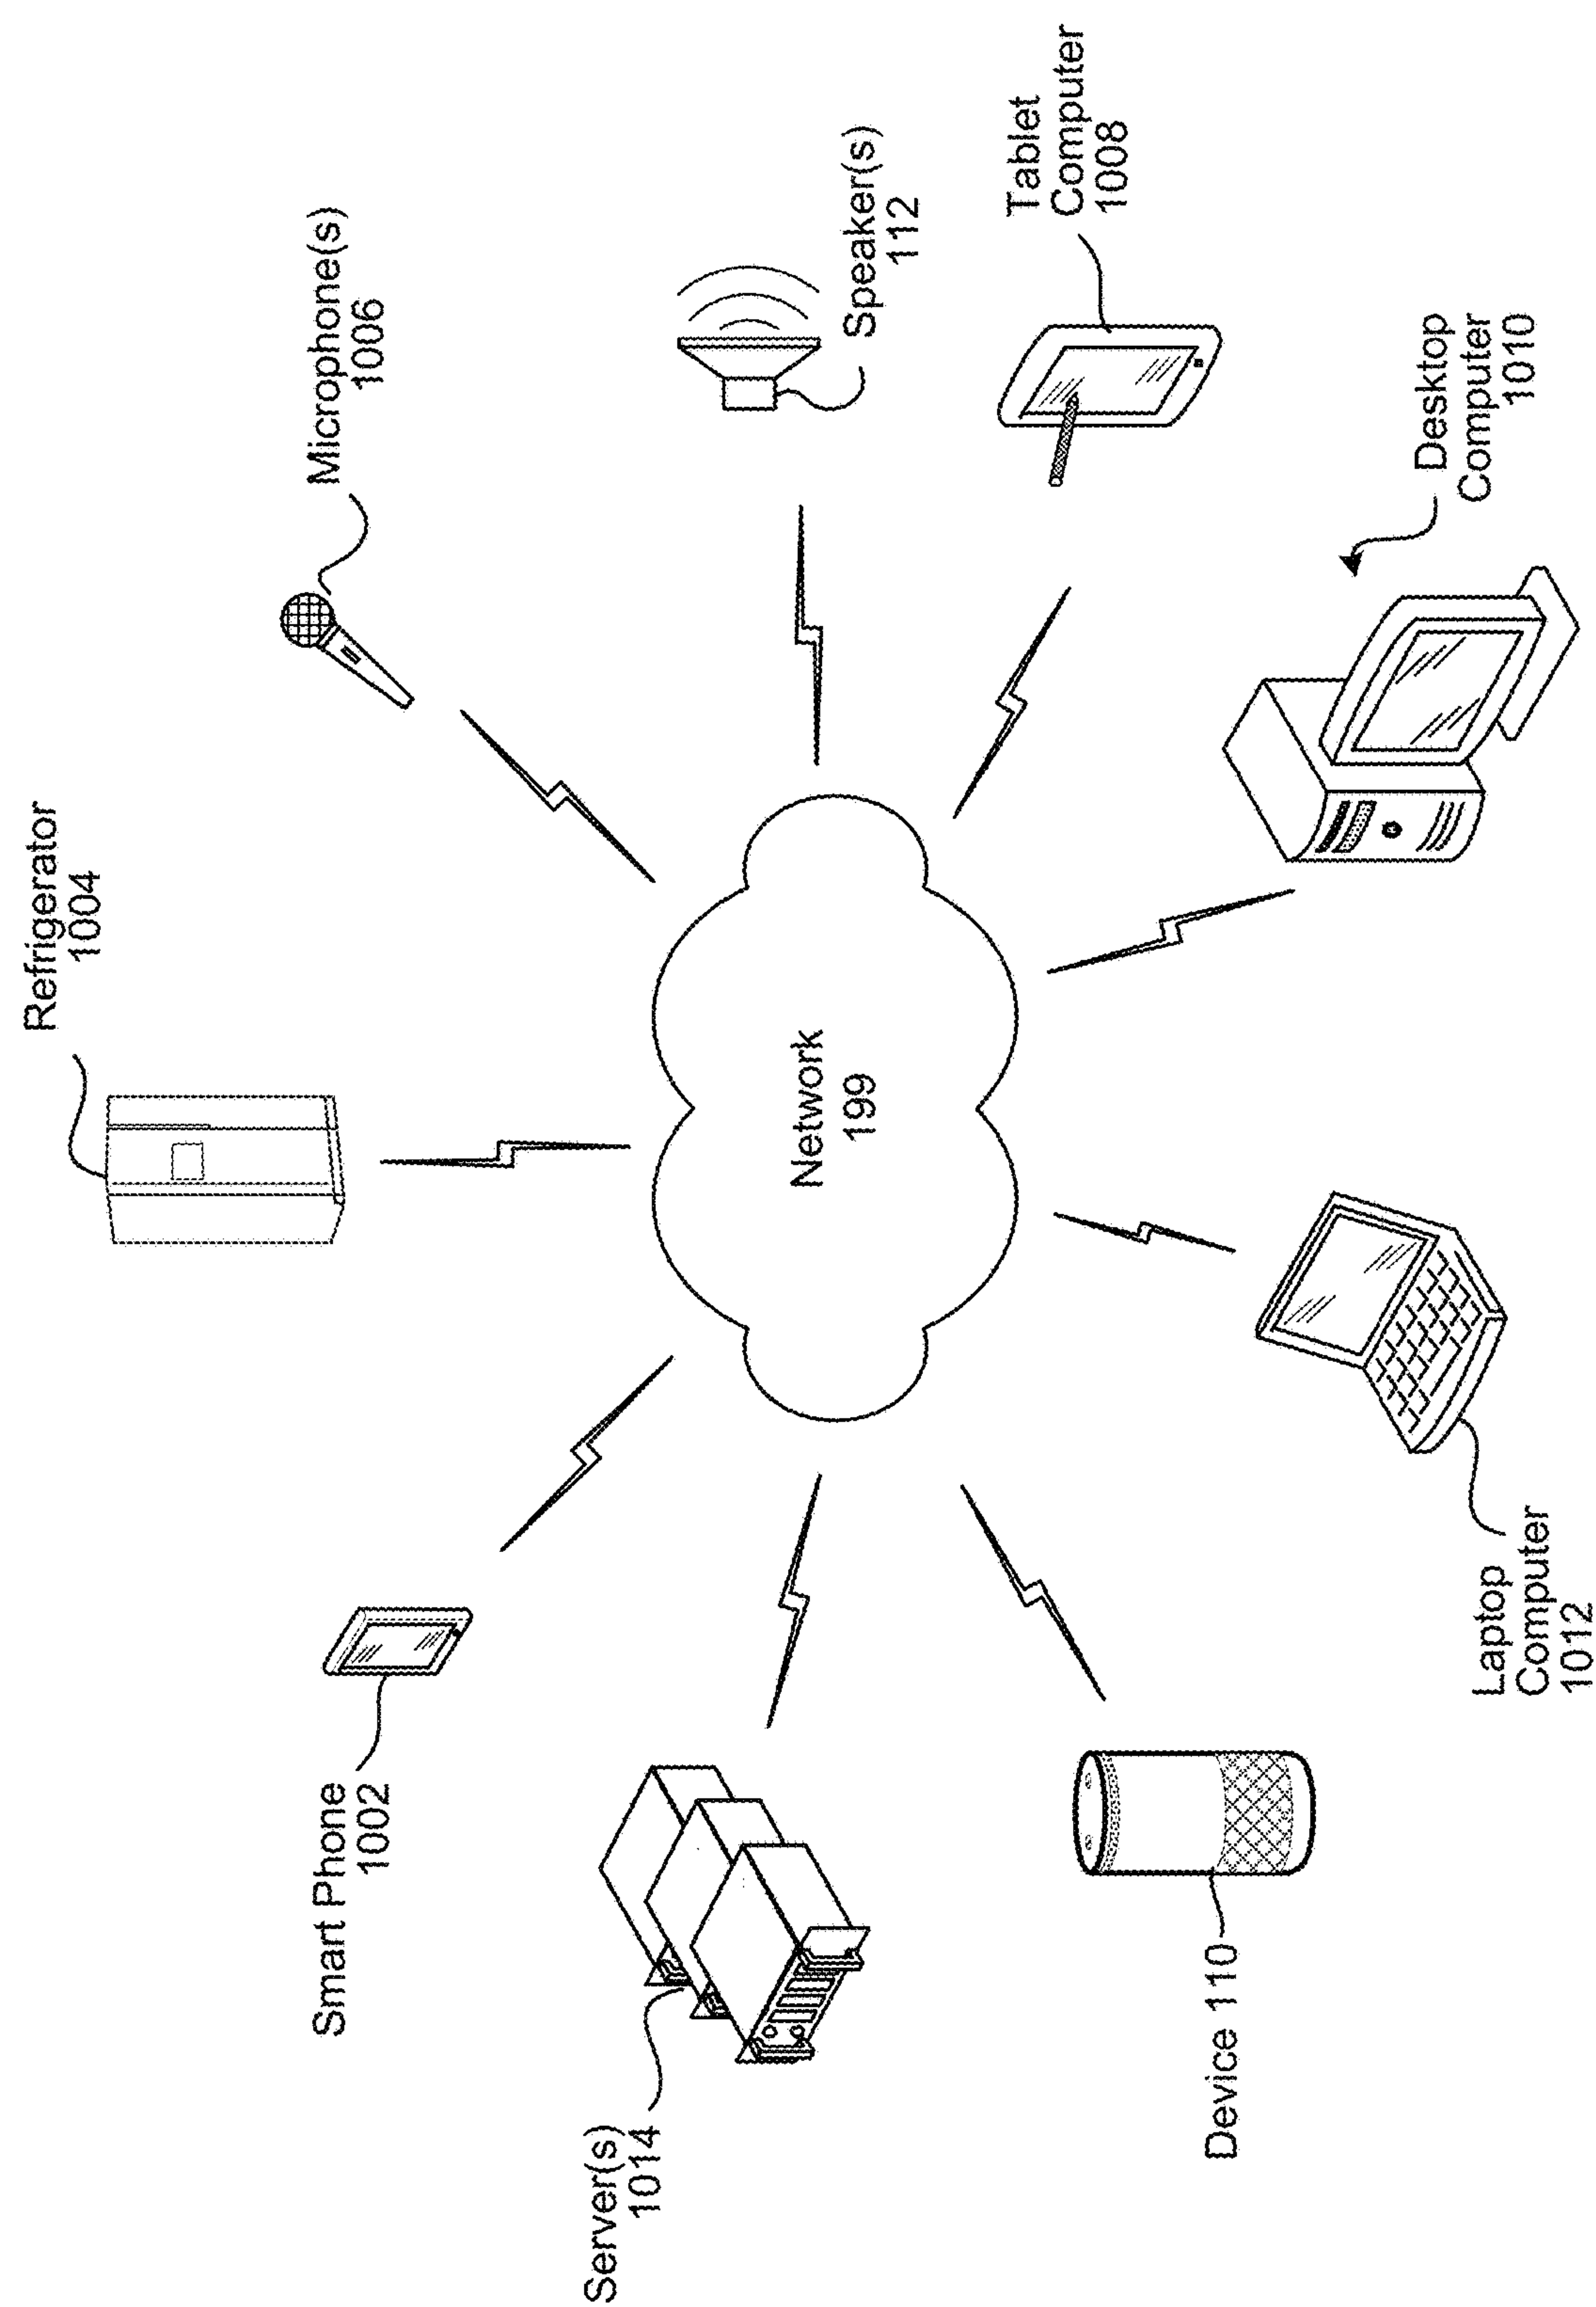 Refrigerator
1004
Smart Phone
1002
Microphone(s)
1006
Server(s)
1014
Network
199
Speaker(s)
112
Device 110
Tablet
Computer
1008
Laptop
Computer
1012
Desktop
Computer
1010